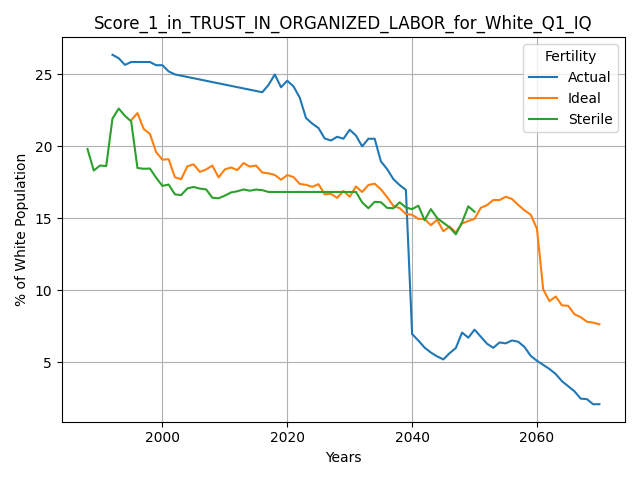 Score_1_in_TRUST_IN_ORGANIZED_LABOR_for_White_Q1_IQ
Fertility
Actual
Ideal
Sterile
% of White Population
25
20
15
10
5
2000
2020
2040
2060
Years